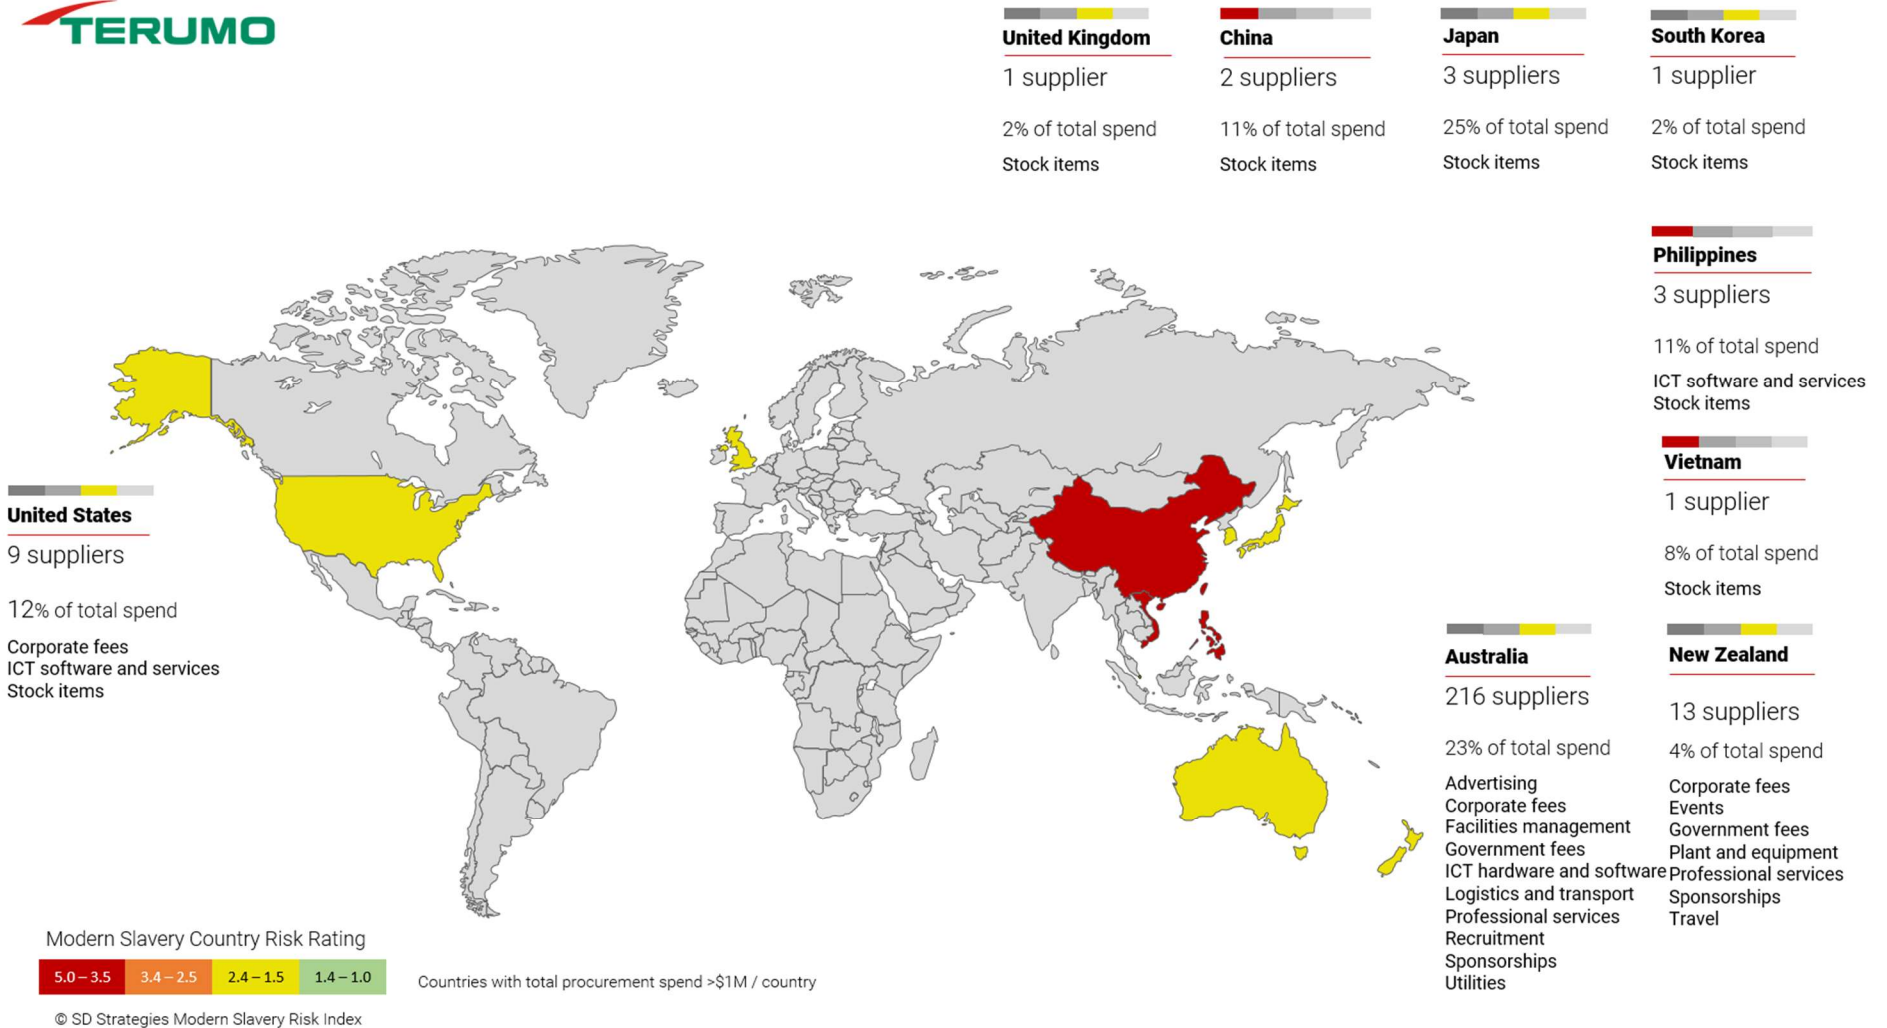 TERUMO
United Kingdom
1 supplier
2% of total spend
Stock items
China
2 suppliers
11% of total spend
Stock items
Japan
3 suppliers
25% of total spend
Stock items
South Korea
1 supplier
2% of total spend
Stock items
Philippines
3 suppliers
11% of total spend
ICT software and services
Stock items
Vietnam
1 supplier
8% of total spend
Stock items
United States
9 suppliers
12% of total spend
Corporate fees
ICT software and services
Stock items
Australia
216 suppliers
23% of total spend
Advertising
Corporate fees
Facilities management
Government fees
ICT hardware and software
Logistics and transport
Professional services
Recruitment
Sponsorships
Utilities
New Zealand
13 suppliers
4% of total spend
Corporate fees
Events
Government fees
Plant and equipment
Professional services
Sponsorships
Travel
Modern Slavery Country Risk Rating
5.0 – 3.5 3.4 – 2.5 2.4 – 1.5 1.4 – 1.0
Countries with total procurement spend >$1M / country
© SD Strategies Modern Slavery Risk Index